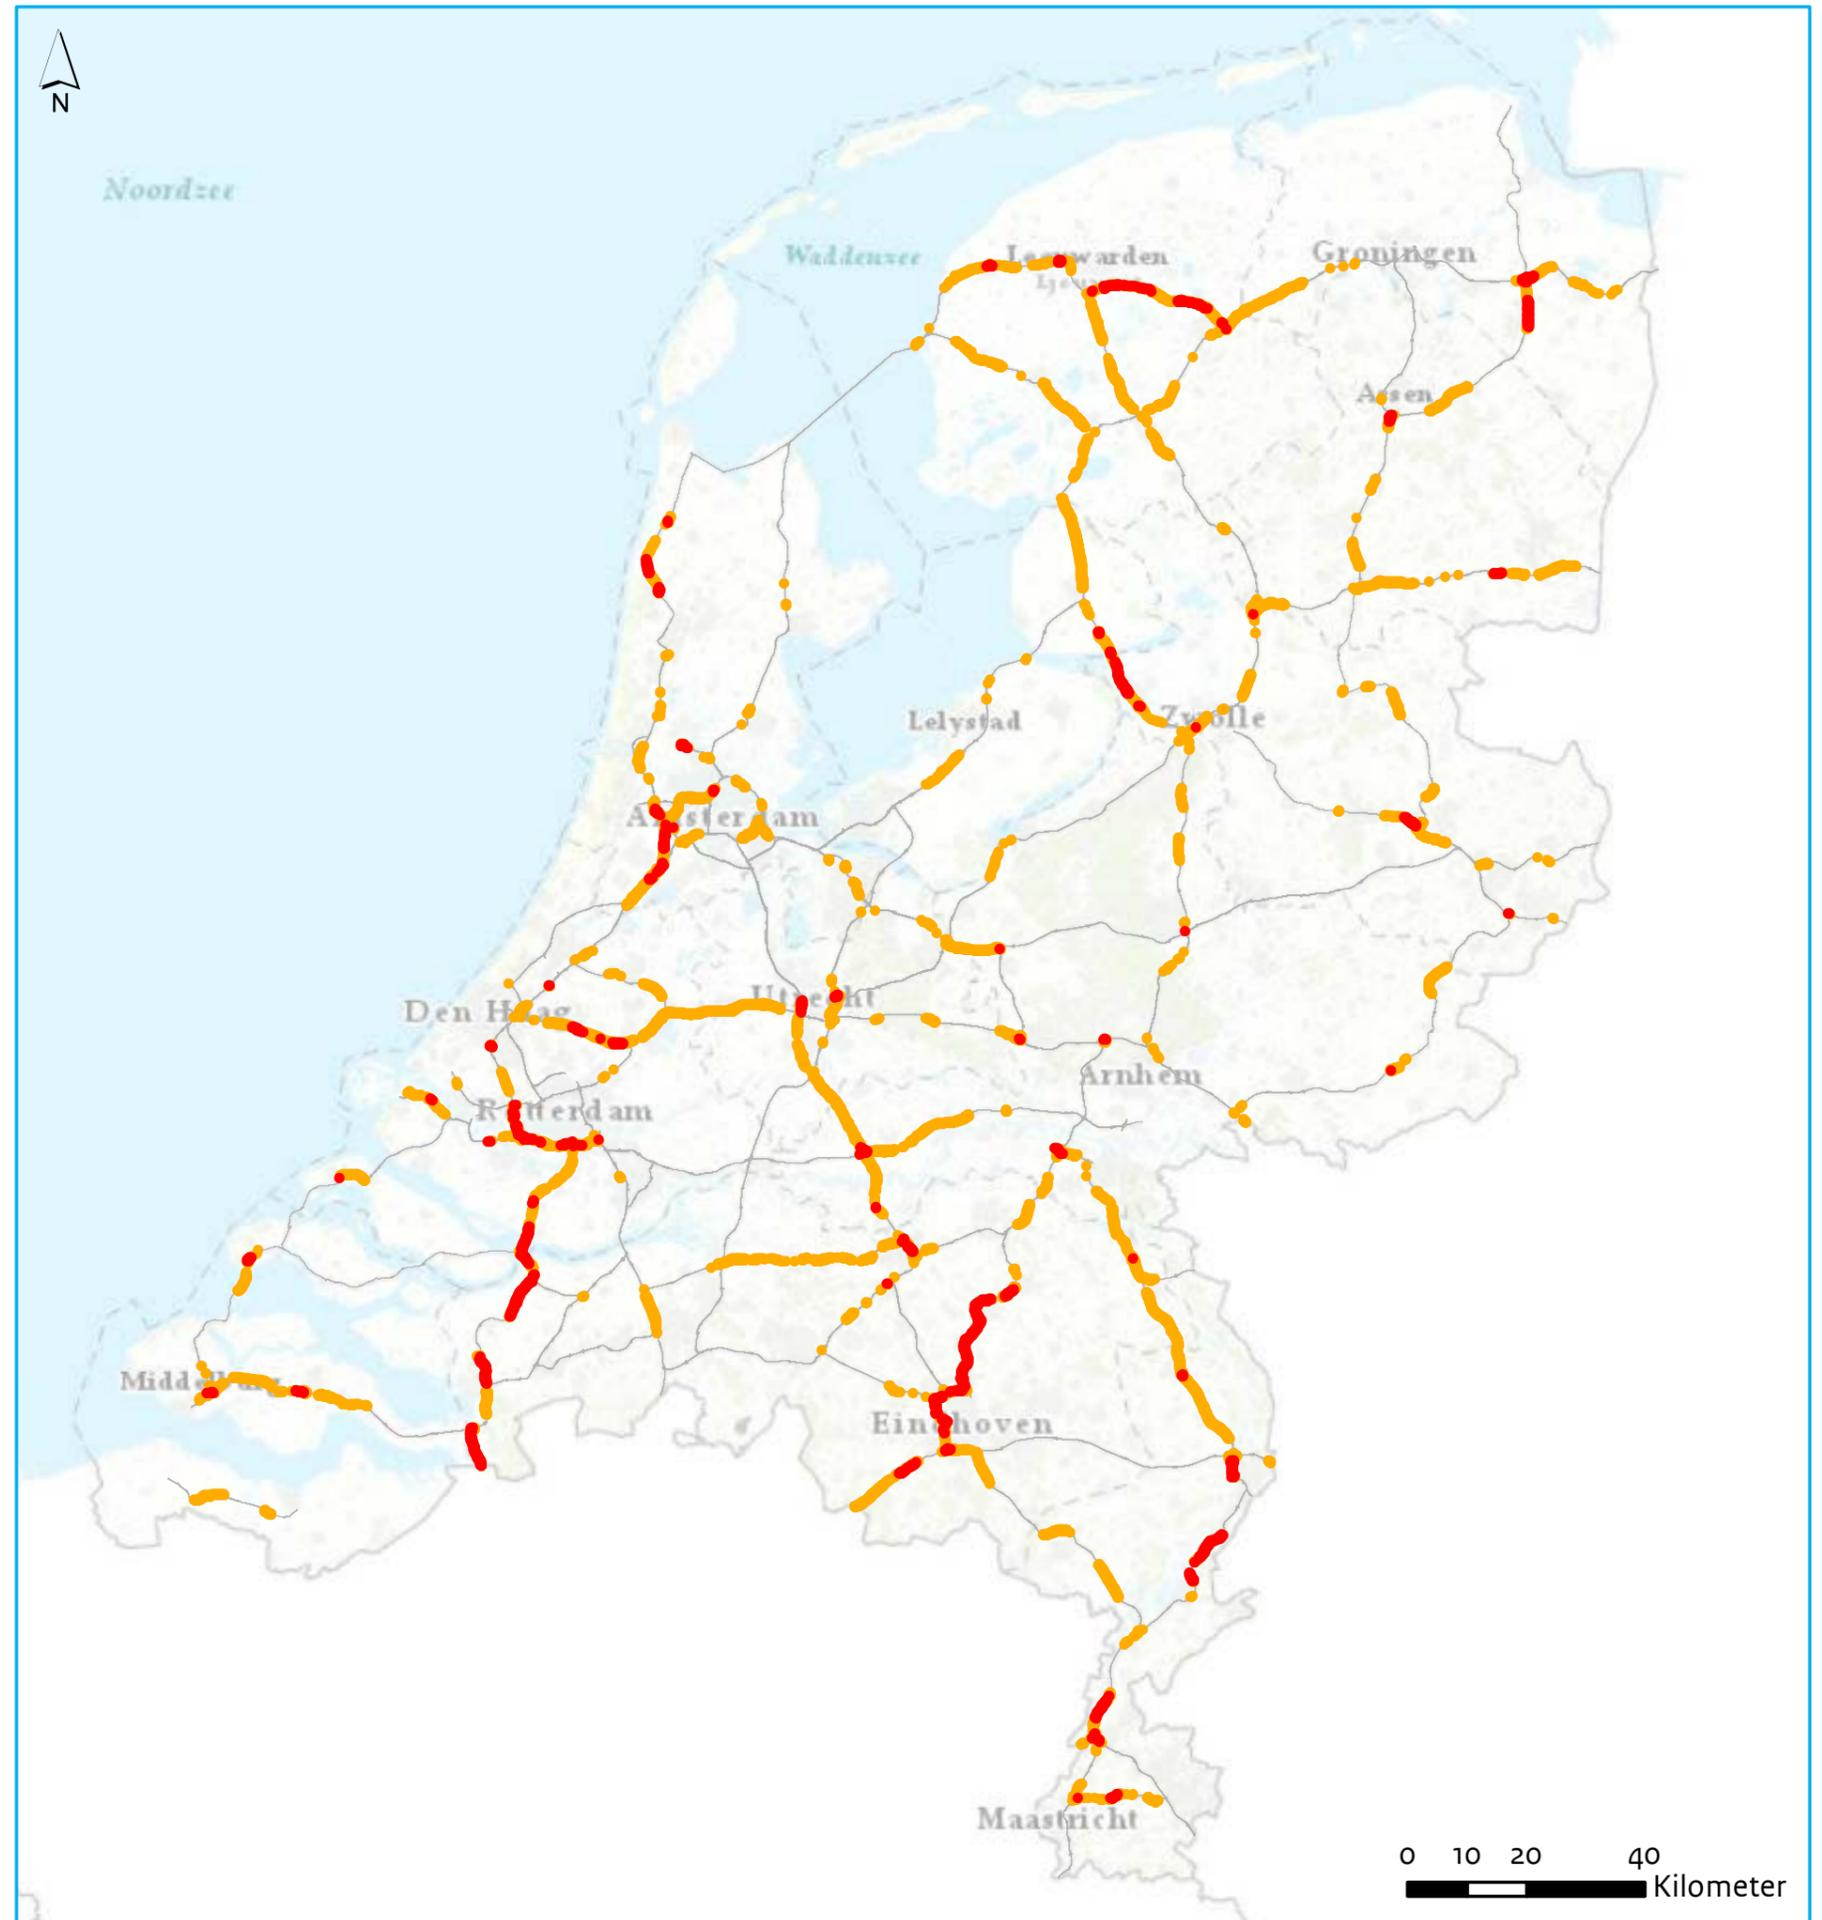 N
Noordzee
Waddenzee
Leeuwarden
Groningen
Assen
Lelystad
Zwolle
Amsterdam
Utrecht
Den Haag
Arnhem
Rotterdam
Middelburg
Eindhoven
Maastricht
0 10 20 40
Kilometer